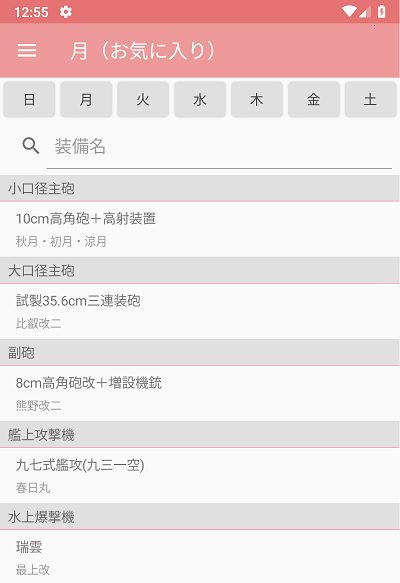 12:55
月（お気に入り）
日 月 火 水 木 金 土
装備名
小口径主砲
10cm高角砲＋高射装置
秋月・初月・涼月
大口径主砲
試製35.6cm三連装砲
比叡改二
副砲
8cm高角砲改＋増設機銃
熊野改二
艦上攻撃機
九七式艦攻(九三一空)
春日丸
水上爆撃機
瑞雲
最上改